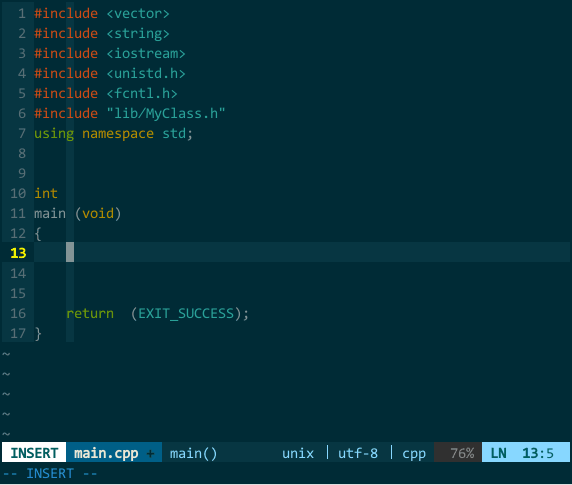 1 #include <vector>
2 #include <string>
3 #include <iostream>
4 #include <unistd.h>
5 #include <fcntl.h>
6 #include "lib/MyClass.h"
7 using namespace std;
8
9
10 int
11 main (void)
12 {
13
14
15
16     return  (EXIT_SUCCESS);
17 }
~
~
~
~
~
INSERT main.cpp + main() unix | utf-8 | cpp 76% LN 13:5
-- INSERT --